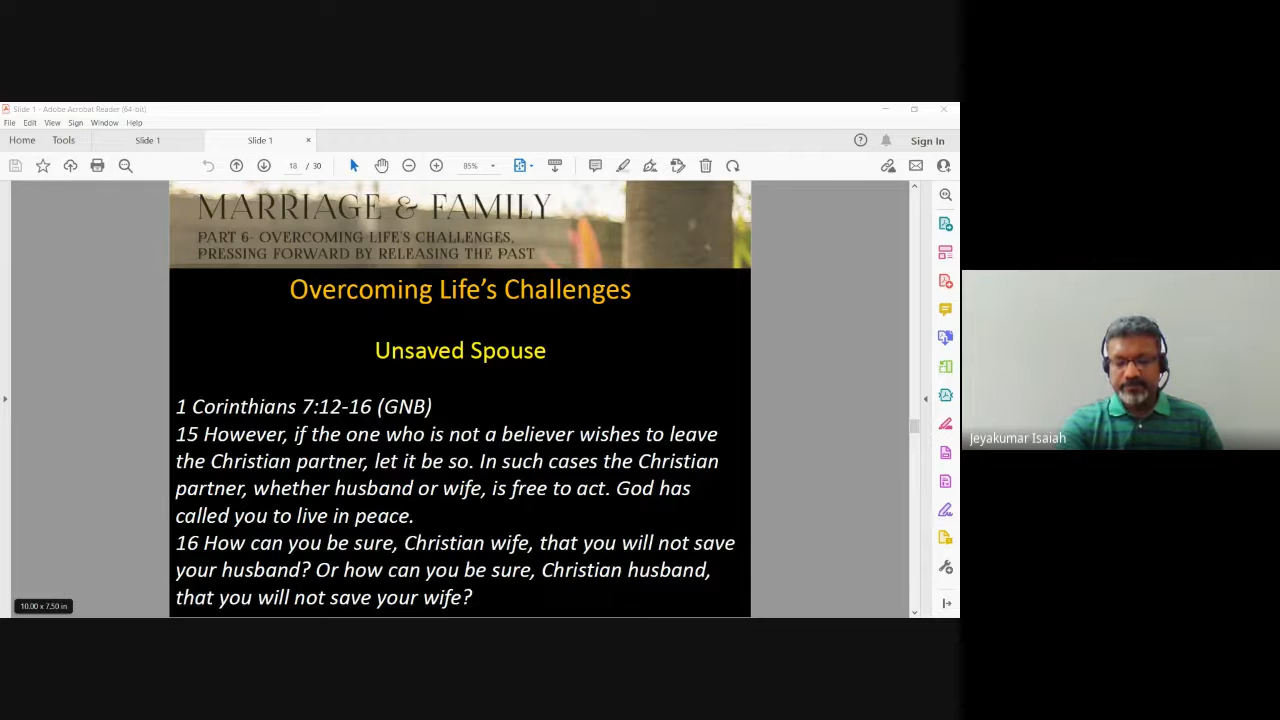 Slide 1 - Adobe Acrobat Reader (64-bit)
File Edit View Sign Window Help
Home Tools Slide 1 Slide 1 × Sign In
18 / 30 85%
MARRIAGE & FAMILY
PART 6- OVERCOMING LIFE'S CHALLENGES,
PRESSING FORWARD BY RELEASING THE PAST
Overcoming Life's Challenges
Unsaved Spouse
1 Corinthians 7:12-16 (GNB)
15 However, if the one who is not a believer wishes to leave
the Christian partner, let it be so. In such cases the Christian
partner, whether husband or wife, is free to act. God has
called you to live in peace.
16 How can you be sure, Christian wife, that you will not save
your husband? Or how can you be sure, Christian husband,
that you will not save your wife?
10.00 x 7.50 in
Jeyakumar Isaiah